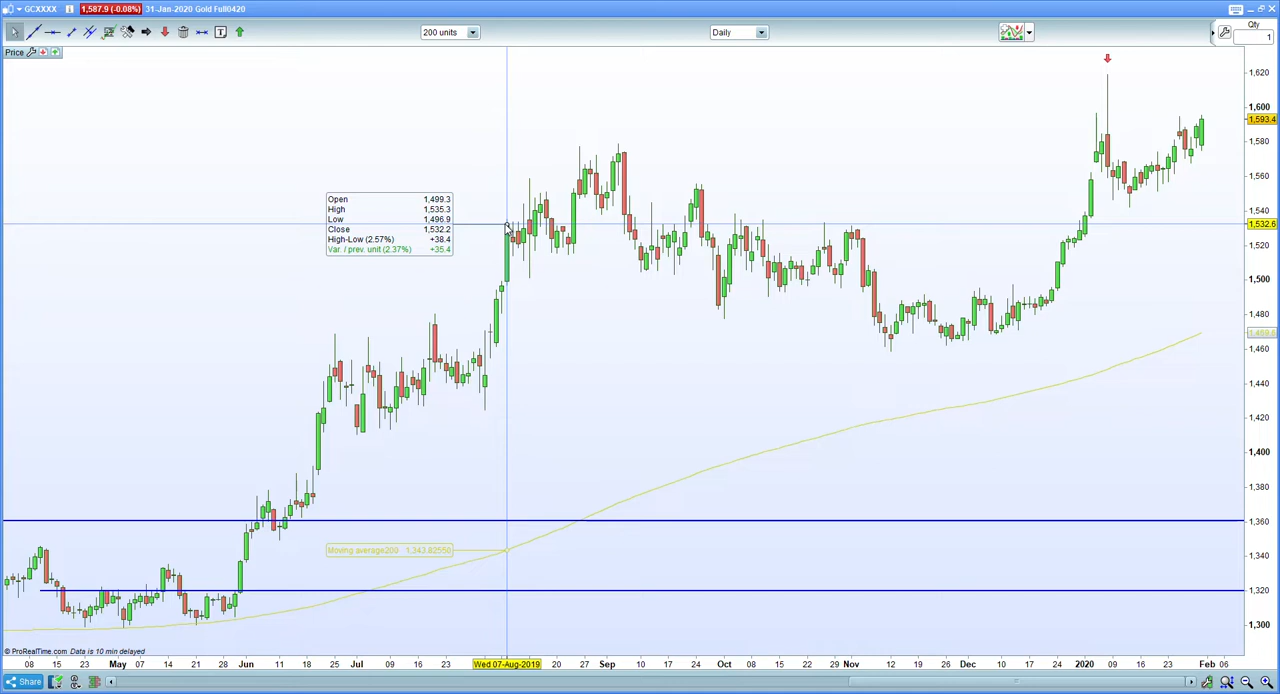 GCXXXX 1,587.9 (-0.08%) 31-Jan-2020 Gold Full0420
200 units Daily Qty
1
Price
1,620
1,600
1,593.4
1,580
1,560
1,540
1,532.6
1,520
1,500
1,480
1,469.6
1,460
1,440
1,420
1,400
1,380
1,360
1,340
1,320
1,300
Open 1,499.3
High 1,535.3
Low 1,496.9
Close 1,532.2
High-Low (2.57%) +38.4
Var. / prev. unit (2.37%) +35.4
Moving average200 1,343.82550
© ProRealTime.com Data is 10 min delayed
08 15 23 May 07 14 21 Jun 11 18 25 Jul 09 16 23 Wed 07-Aug-2019 20 Sep 10 17 24 Oct 08 15 22 29 Nov 12 19 26 Dec 10 17 24 2020 09 16 23 Feb 06
Share